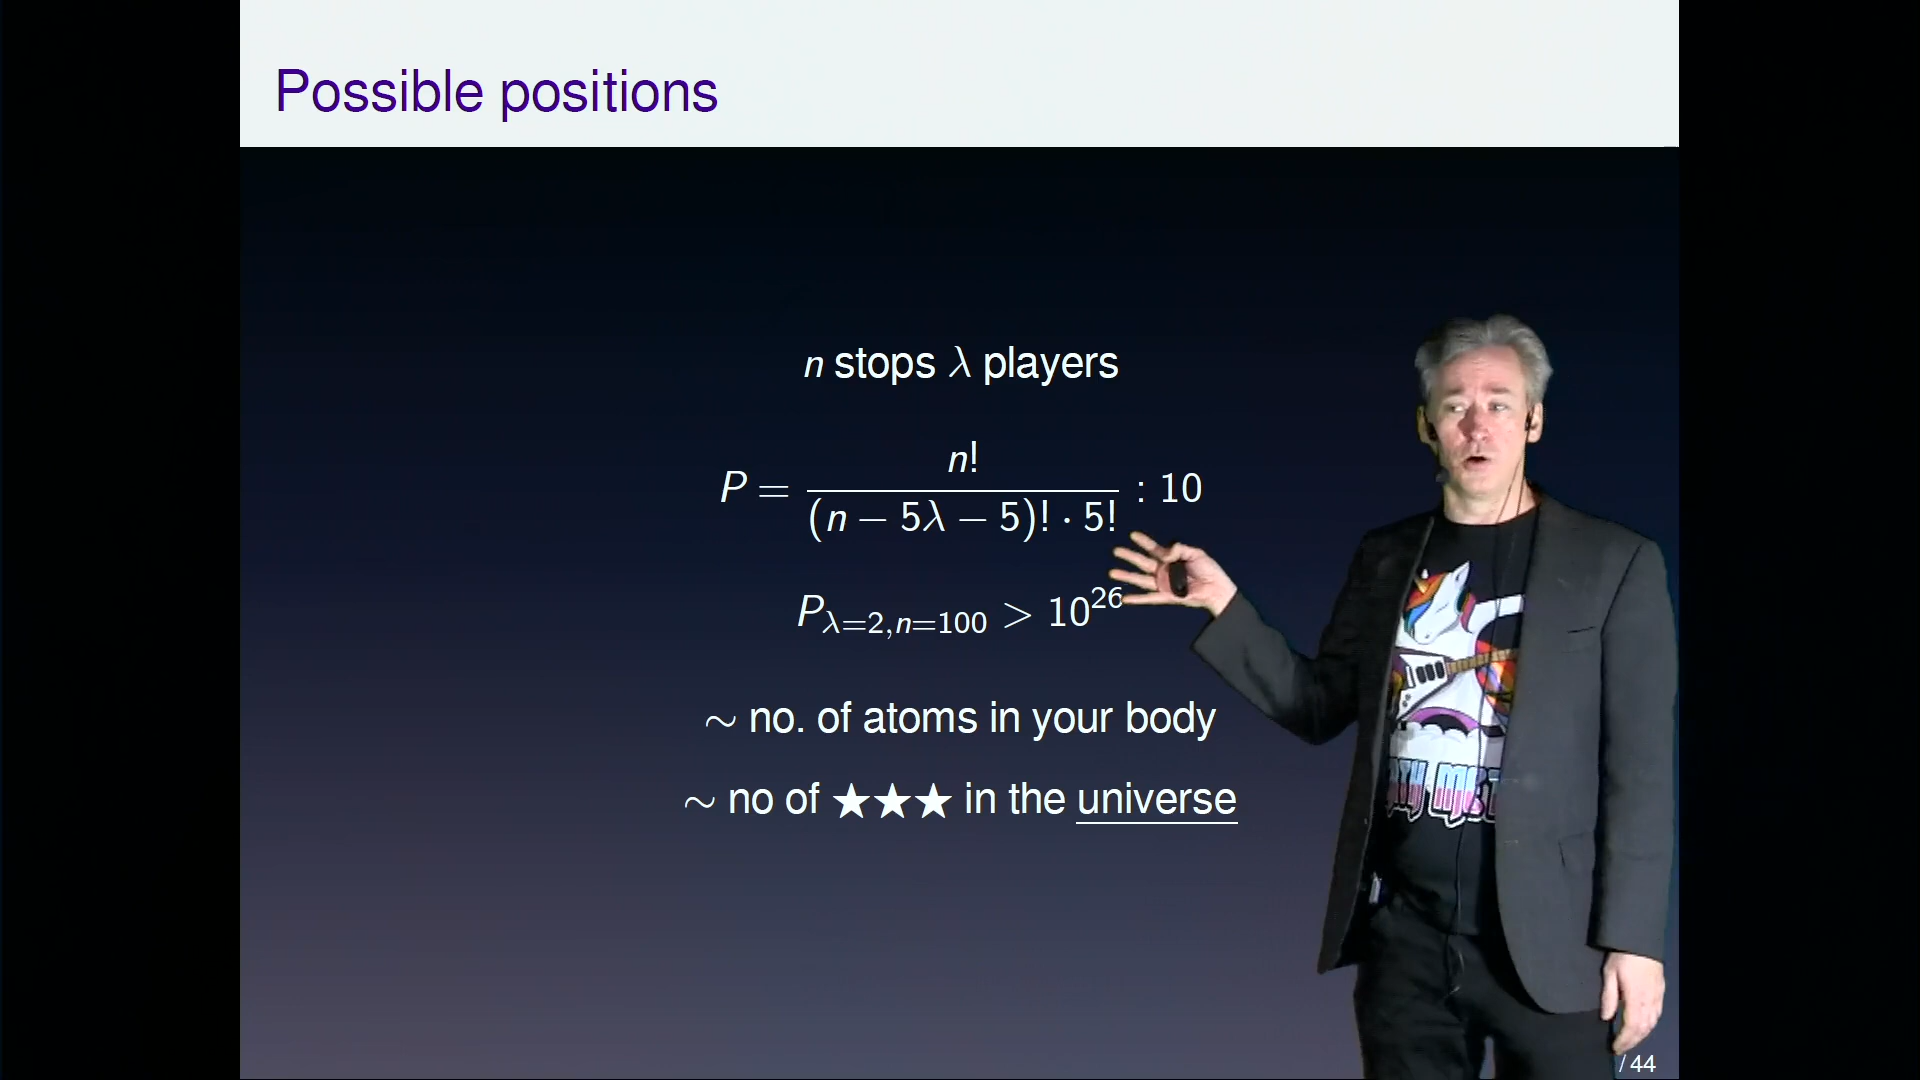 Possible positions
n stops λ players
P = n! / (n − 5λ − 5)! · 5! : 10
P_{λ=2,n=100} > 10^{26}
∼ no. of atoms in your body
∼ no of ★★★ in the universe
/ 44